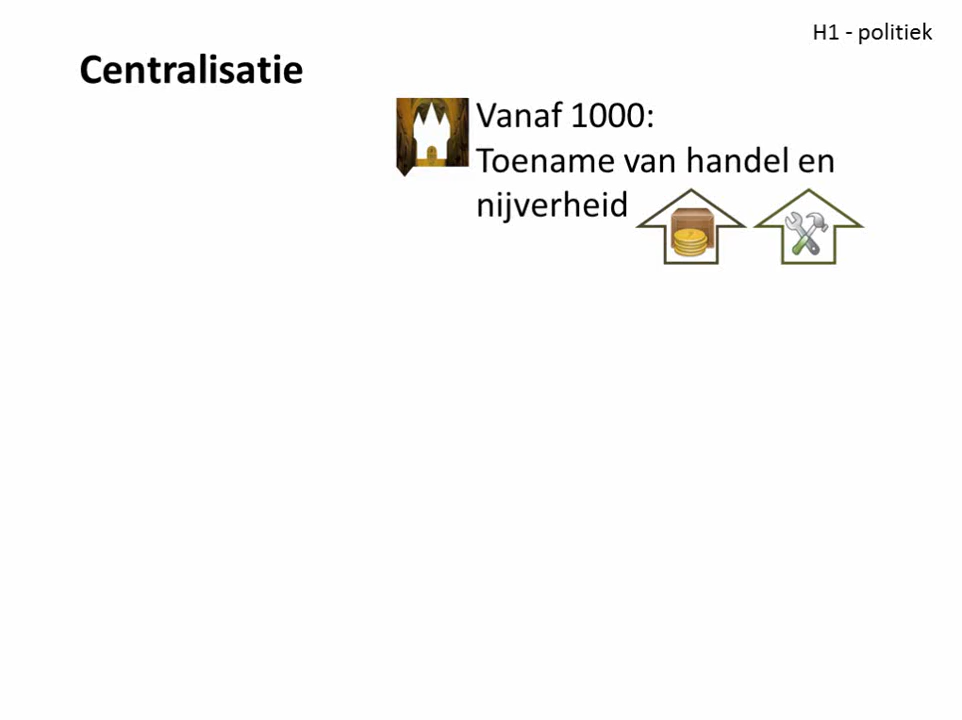 H1 - politiek
Centralisatie
Vanaf 1000:
Toename van handel en
nijverheid